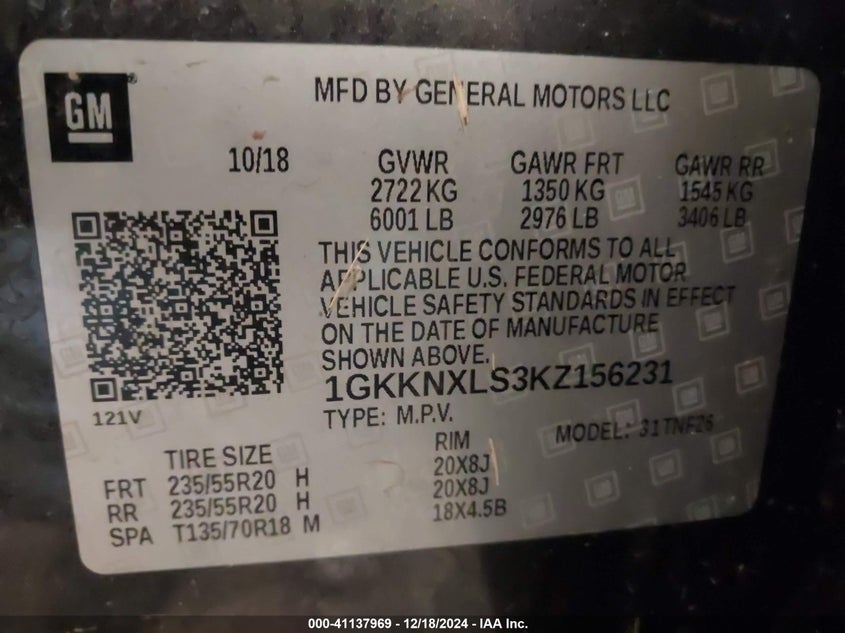 GM
MFD BY GENERAL MOTORS LLC
10/18 GVWR GAWR FRT GAWR RR
2722 KG 1350 KG 1545 KG
6001 LB 2976 LB 3406 LB
THIS VEHICLE CONFORMS TO ALL
APPLICABLE U.S. FEDERAL MOTOR
VEHICLE SAFETY STANDARDS IN EFFECT
ON THE DATE OF MANUFACTURE
SHOWN ABOVE.
1GKKNXLS3KZ156231
121V
TYPE: M.P.V. MODEL: 31TNF26
TIRE SIZE RIM
FRT 235/55R20 H 20X8J
RR 235/55R20 H 20X8J
SPA T135/70R18 M 18X4.5B
000-41137969 - 12/18/2024 - IAA Inc.